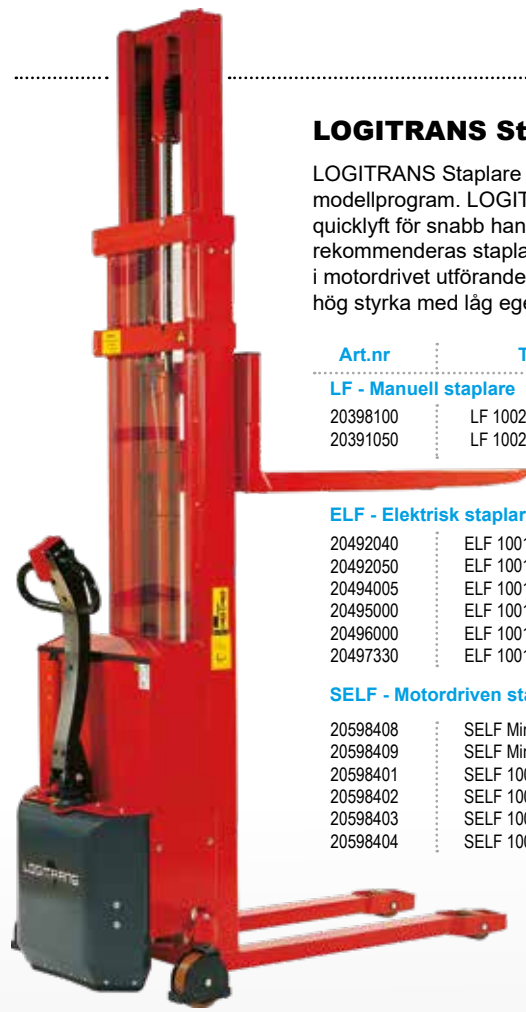 LOGITRANS St
LOGITRANS Staplare
modellprogram. LOGIT
quicklyft för snabb han
rekommenderas stapla
i motordrivet utförande
hög styrka med låg ege
Art.nr T
LF - Manuell staplare
20398100 LF 1002
20391050 LF 1002
ELF - Elektrisk staplar
20492040 ELF 1001
20492050 ELF 1001
20494005 ELF 1001
20495000 ELF 1001
20496000 ELF 1001
20497330 ELF 1001
SELF - Motordriven sta
20598408 SELF Min
20598409 SELF Min
20598401 SELF 100
20598402 SELF 100
20598403 SELF 100
20598404 SELF 100
LOGITRANS